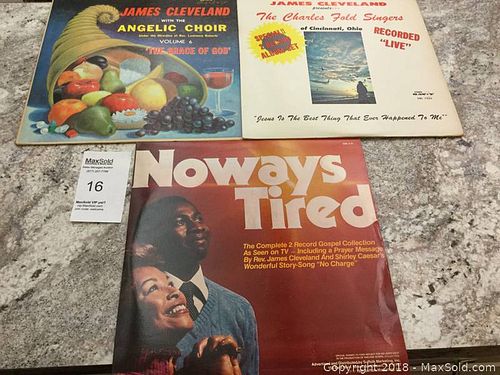 JAMES CLEVELAND
WITH THE
ANGELIC CHOIR
VOLUME 6
"THE GRACE OF GOD"
JAMES CLEVELAND
Presents
The Charles Fold Singers
of Cincinnati, Ohio
RECORDED
"LIVE"
"Jesus Is The Best Thing That Ever Happened To Me"
MaxSold
16
Noways
Tired
The Complete 2 Record Gospel Collection
As Seen on TV – Including a Prayer Message
By Rev. James Cleveland and Shirley Caesar's
Wonderful Story-Song "No Charge"
Copyright 2018 - MaxSold.com